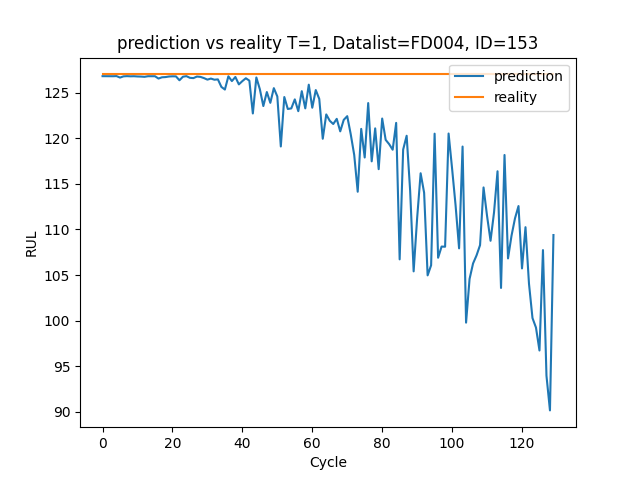 prediction vs reality T=1, Datalist=FD004, ID=153
prediction
reality
125
120
115
110
105
100
95
90
RUL
0 20 40 60 80 100 120
Cycle